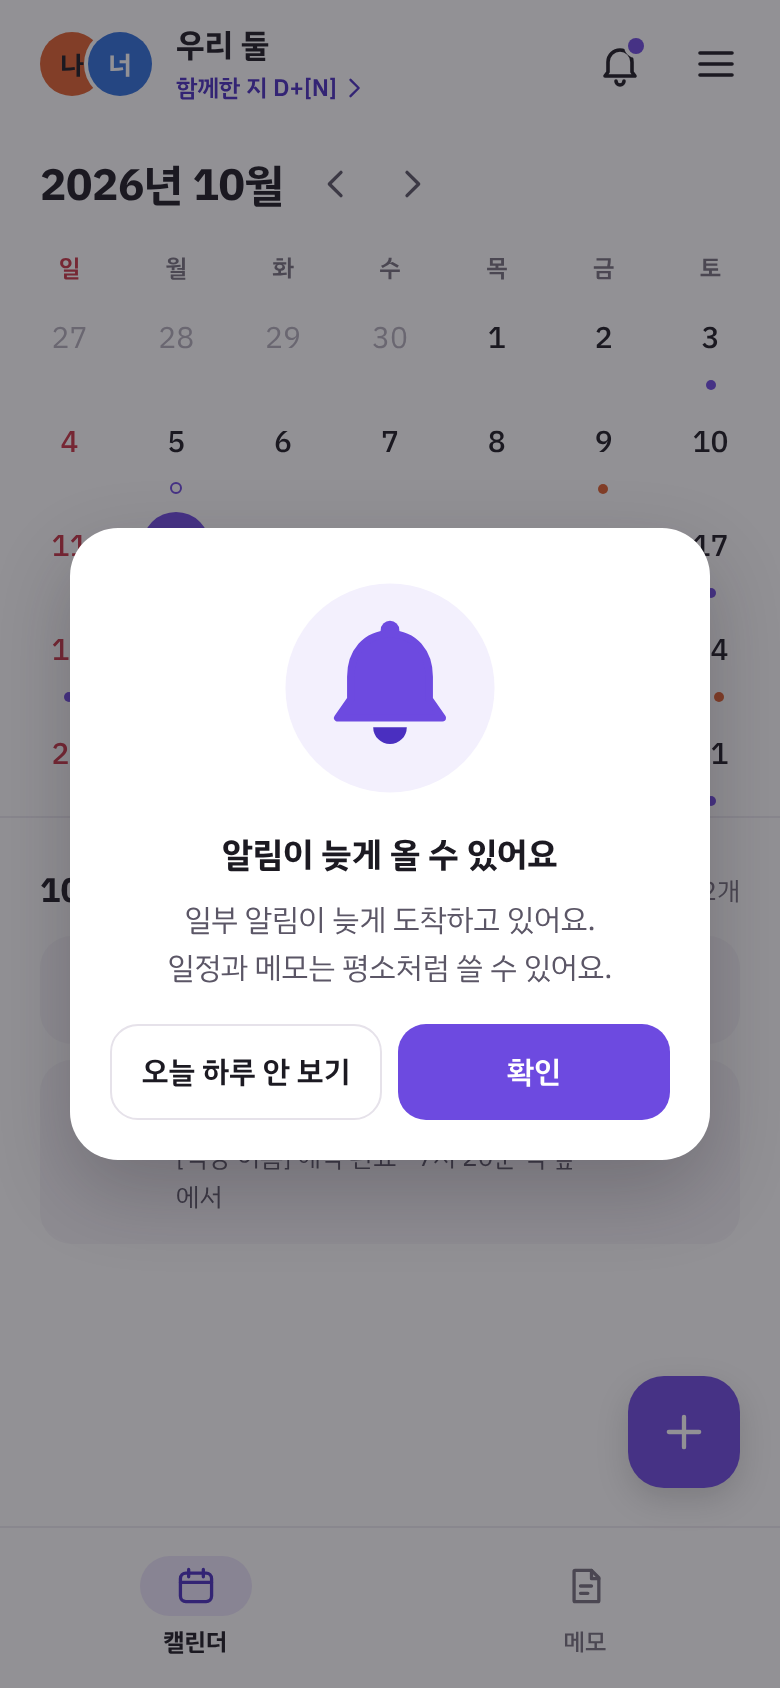 나 너
우리 둘
함께한 지 D+[N]
2026년 10월
일 월 화 수 목 금 토
27 28 29 30 1 2 3
4 5 6 7 8 9 10
11 17
알림이 늦게 올 수 있어요
일부 알림이 늦게 도착하고 있어요.
일정과 메모는 평소처럼 쓸 수 있어요.
오늘 하루 안 보기 확인
에서
캘린더 메모